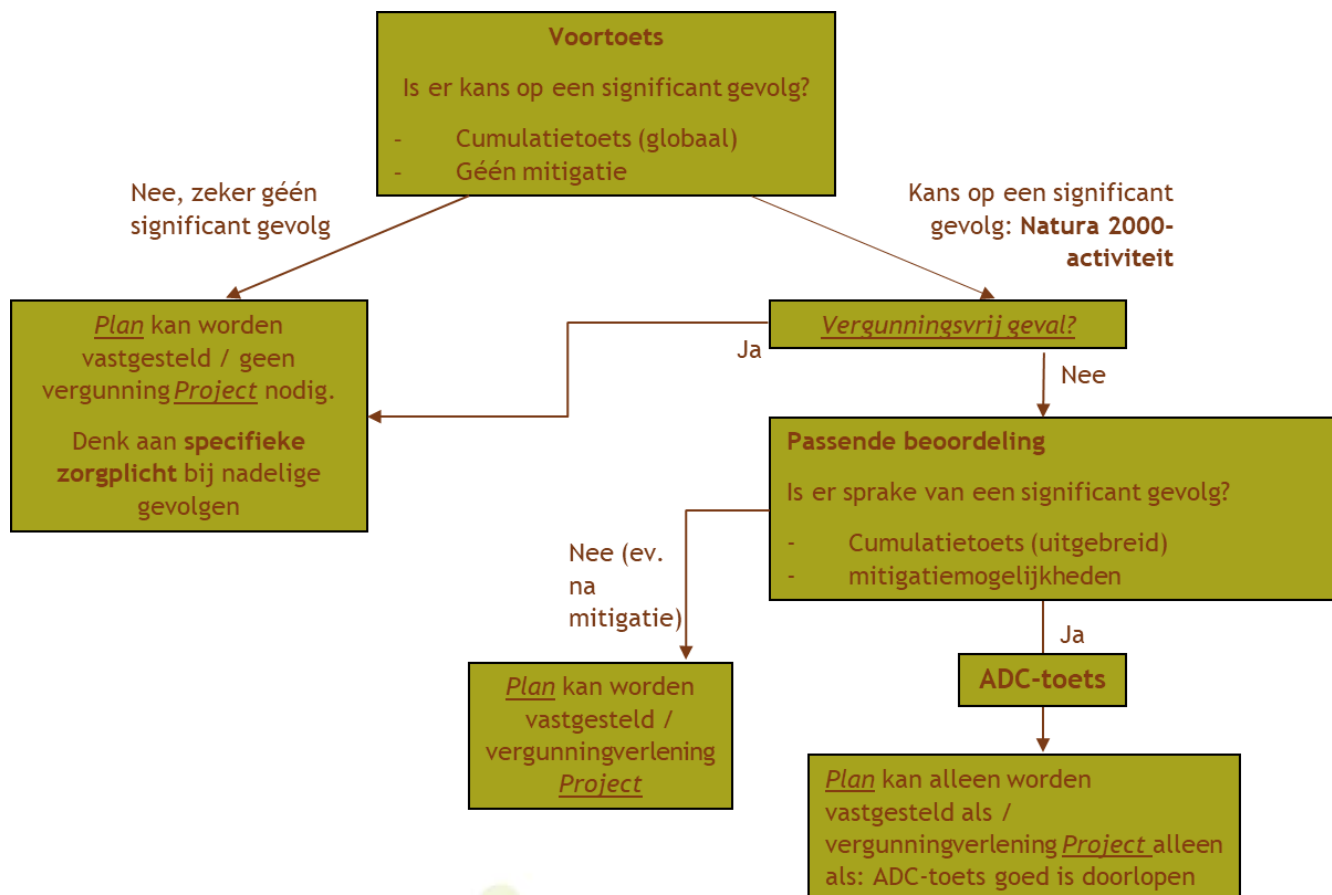 Voortoets
Is er kans op een significant gevolg?
- Cumulatietoets (globaal)
- Géén mitigatie
Nee, zeker géén
significant gevolg
Kans op een significant
gevolg: Natura 2000-
activiteit
Plan kan worden
vastgesteld / geen
vergunning Project nodig.
Denk aan specifieke
zorgplicht bij nadelige
gevolgen
Vergunningsvrij geval?
Ja
Nee
Passende beoordeling
Is er sprake van een significant gevolg?
- Cumulatietoets (uitgebreid)
- mitigatiemogelijkheden
Nee (ev.
na
mitigatie)
Ja
Plan kan worden
vastgesteld /
vergunningverlening
Project
ADC-toets
Plan kan alleen worden
vastgesteld als /
vergunningverlening Project alleen
als: ADC-toets goed is doorlopen